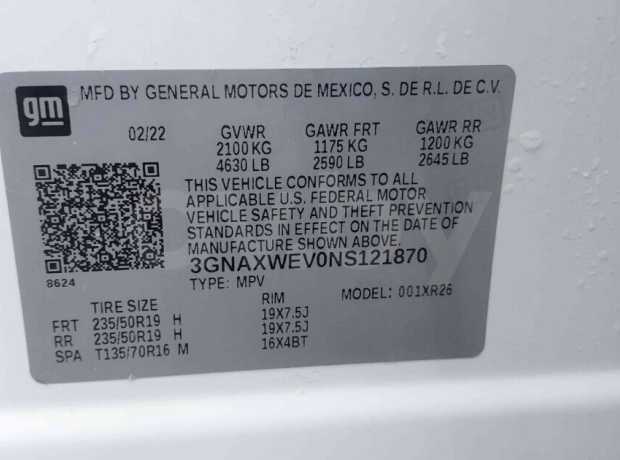 gm
MFD BY GENERAL MOTORS DE MEXICO, S. DE R.L. DE C.V.
02/22 GVWR GAWR FRT GAWR RR
2100 KG 1175 KG 1200 KG
4630 LB 2590 LB 2645 LB
THIS VEHICLE CONFORMS TO ALL
APPLICABLE U.S. FEDERAL MOTOR
VEHICLE SAFETY AND THEFT PREVENTION
STANDARDS IN EFFECT ON THE DATE OF
MANUFACTURE SHOWN ABOVE.
3GNAXWEV0NS121870
8624
TYPE: MPV MODEL: 001XR26
TIRE SIZE RIM
FRT 235/50R19 H 19X7.5J
RR 235/50R19 H 19X7.5J
SPA T135/70R16 M 16X4BT